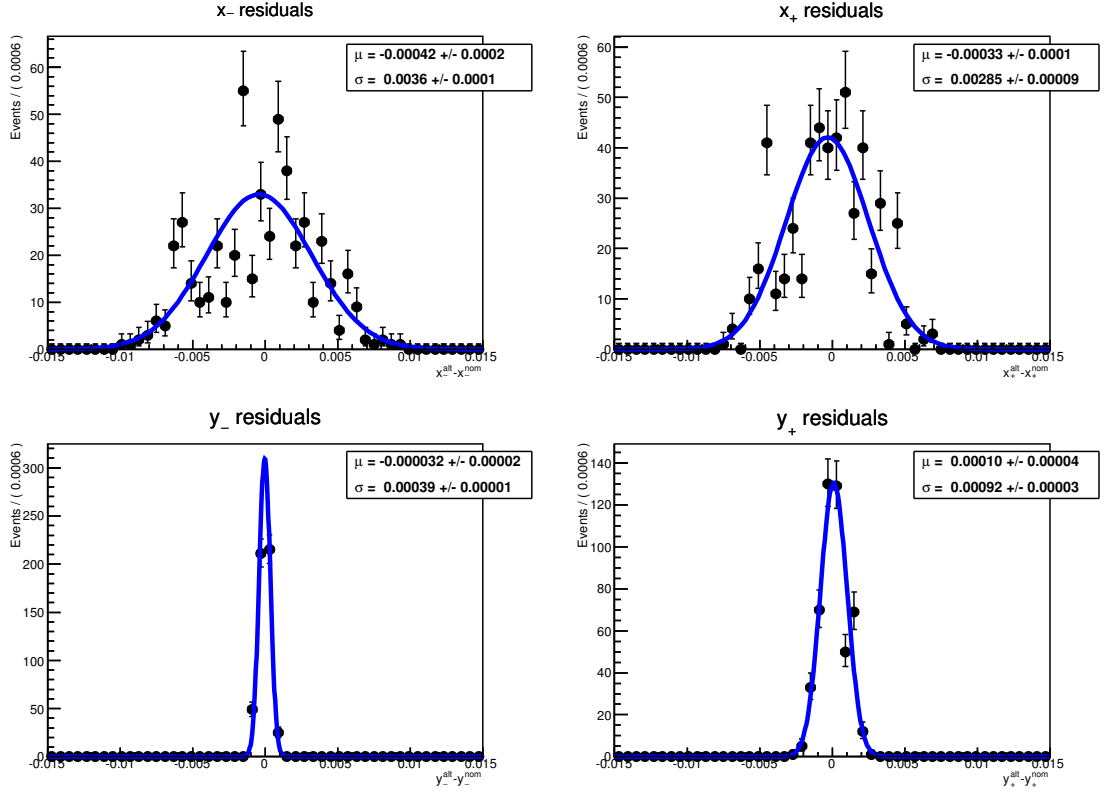 x− residuals
Events / ( 0.0006 )
μ = -0.00042 +/- 0.0002
σ = 0.0036 +/- 0.0001
60
50
40
30
20
10
0
-0.015 -0.01 -0.005 0 0.005 0.01 0.015
x−^alt-x−^nom
x+ residuals
Events / ( 0.0006 )
μ = -0.00033 +/- 0.0001
σ = 0.00285 +/- 0.00009
60
50
40
30
20
10
0
-0.015 -0.01 -0.005 0 0.005 0.01 0.015
x+^alt-x+^nom
y− residuals
Events / ( 0.0006 )
μ = -0.000032 +/- 0.00002
σ = 0.00039 +/- 0.00001
300
250
200
150
100
50
0
-0.015 -0.01 -0.005 0 0.005 0.01 0.015
y−^alt-y−^nom
y+ residuals
Events / ( 0.0006 )
μ = 0.00010 +/- 0.00004
σ = 0.00092 +/- 0.00003
140
120
100
80
60
40
20
0
-0.015 -0.01 -0.005 0 0.005 0.01 0.015
y+^alt-y+^nom